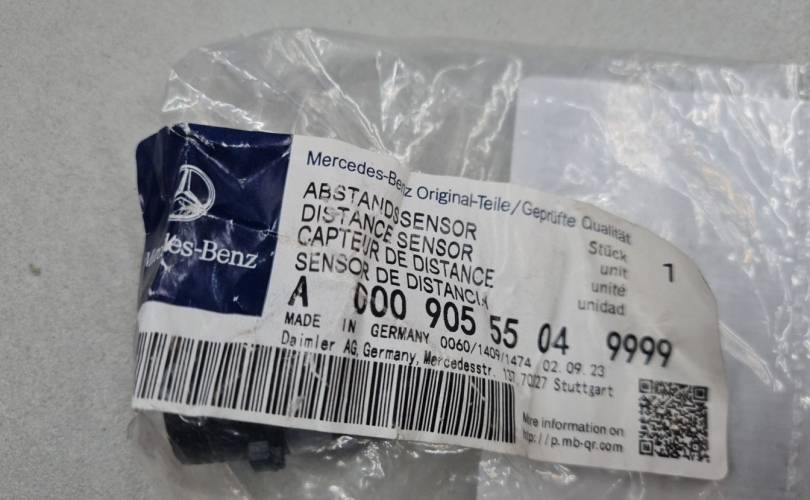 Mercedes-Benz Original-Teile/Geprüfte Qualität
ABSTANDSSENSOR
DISTANCE SENSOR
CAPTEUR DE DISTANCE
SENSOR DE DISTANCIA
Stück
unit
unité
unidad
1
des-Benz
A 000 905 55 04 9999
MADE IN GERMANY 0060/1409/1474 02.09.23
Daimler AG, Germany, Mercedesstr. 137, 70327 Stuttgart
More information on
http://p.mb-qr.com